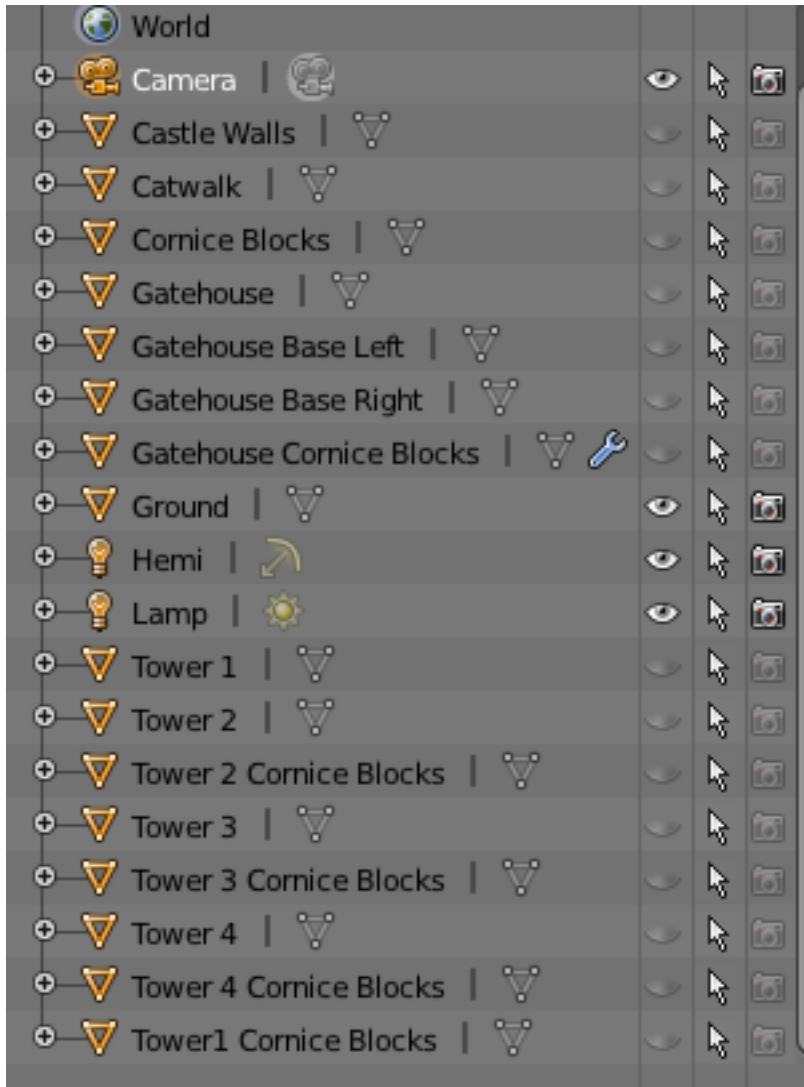 World
Camera
Castle Walls
Catwalk
Cornice Blocks
Gatehouse
Gatehouse Base Left
Gatehouse Base Right
Gatehouse Cornice Blocks
Ground
Hemi
Lamp
Tower 1
Tower 2
Tower 2 Cornice Blocks
Tower 3
Tower 3 Cornice Blocks
Tower 4
Tower 4 Cornice Blocks
Tower1 Cornice Blocks